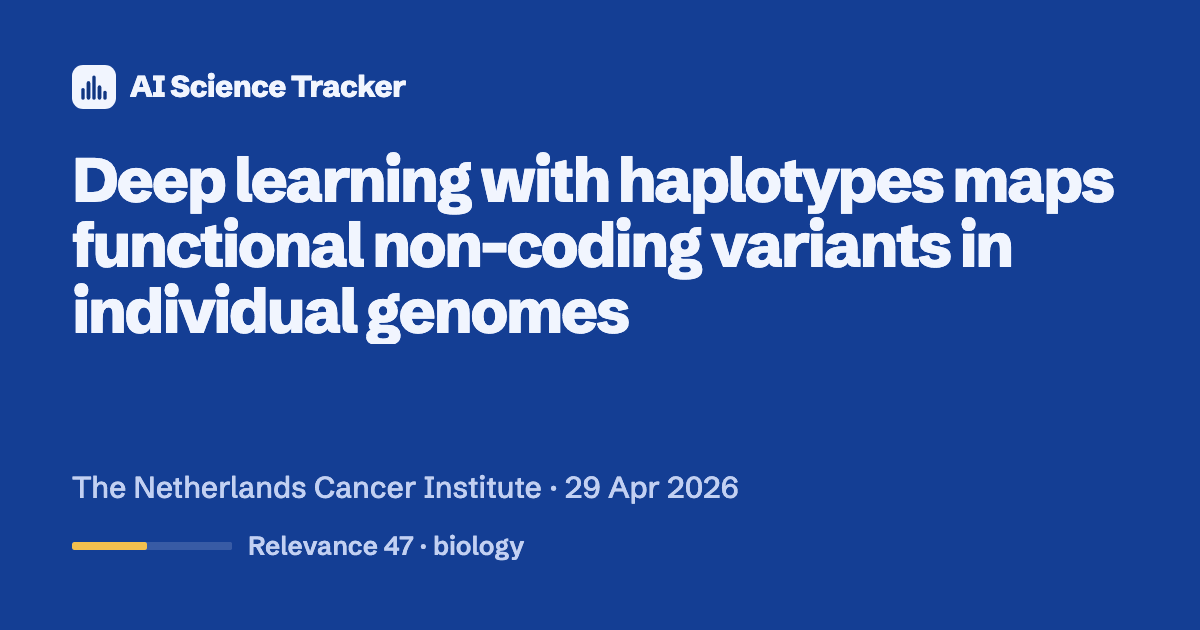 AI Science Tracker
Deep learning with haplotypes maps
functional non-coding variants in
individual genomes
The Netherlands Cancer Institute · 29 Apr 2026
Relevance 47 · biology